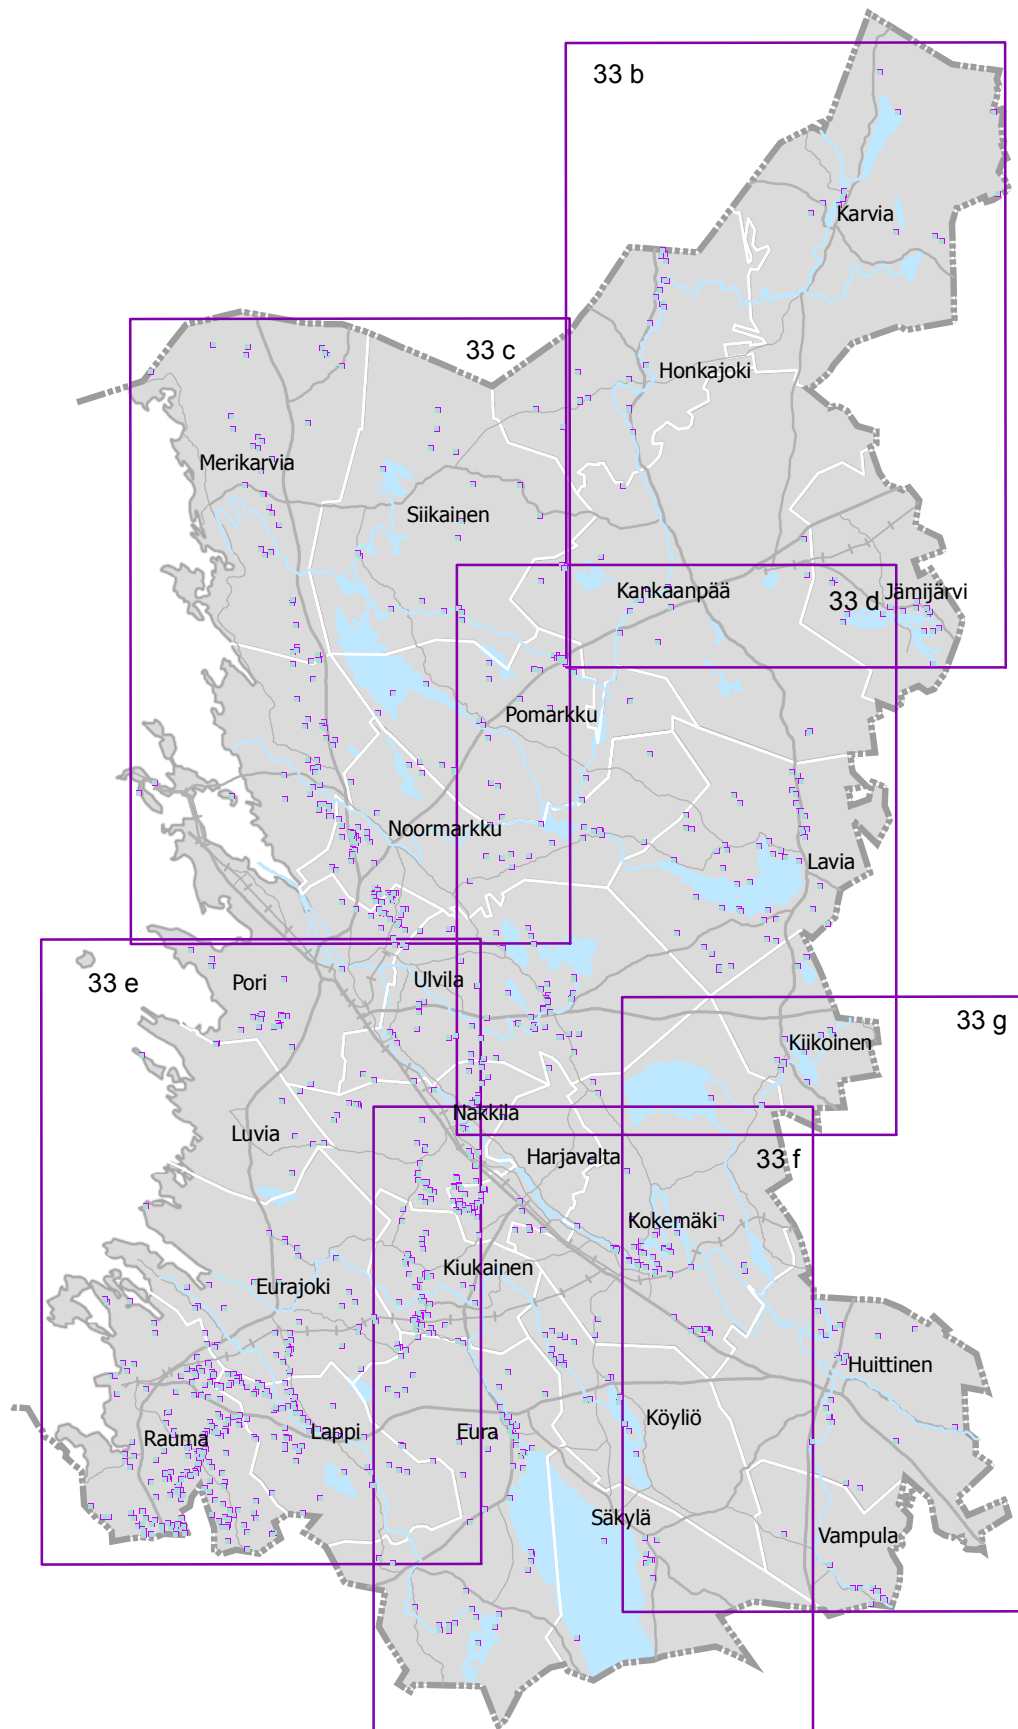 33 b
Karvia
33 c
Honkajoki
Merikarvia
Siikainen
Kankaanpää
Jämijärvi
33 d
Pomarkku
Noormarkku
Lavia
33 e
Pori
Ulvila
33 g
Kiikoinen
Nakkila
Luvia
Harjavalta
33 f
Kokemäki
Kiukainen
Eurajoki
Huittinen
Köyliö
Rauma
Lappi
Eura
Säkylä
Vampula